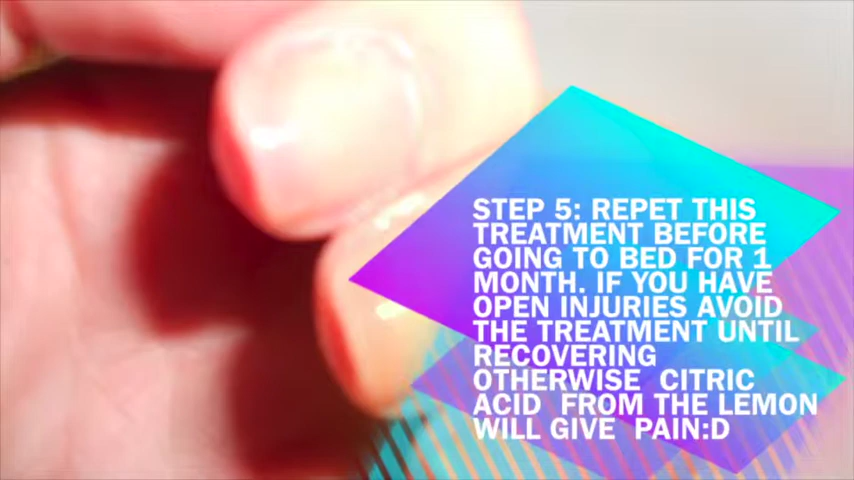 STEP 5: REPET THIS
TREATMENT BEFORE
GOING TO BED FOR 1
MONTH. IF YOU HAVE
OPEN INJURIES AVOID
THE TREATMENT UNTIL
RECOVERING
OTHERWISE  CITRIC
ACID  FROM THE LEMON
WILL GIVE  PAIN:D